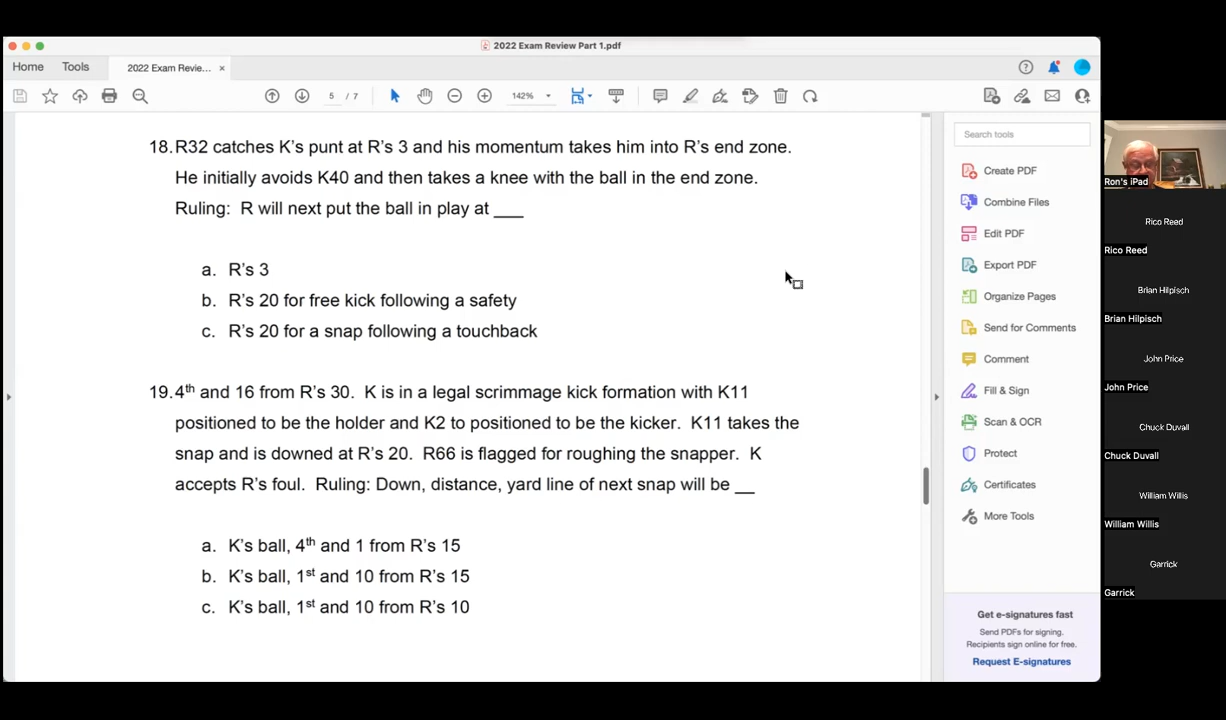 2022 Exam Review Part 1.pdf
Home
Tools
2022 Exam Revie... ×
5 / 7
142%
18. R32 catches K's punt at R's 3 and his momentum takes him into R's end zone.
He initially avoids K40 and then takes a knee with the ball in the end zone.
Ruling: R will next put the ball in play at ___
a. R's 3
b. R's 20 for free kick following a safety
c. R's 20 for a snap following a touchback
19. 4th and 16 from R's 30. K is in a legal scrimmage kick formation with K11
positioned to be the holder and K2 to positioned to be the kicker. K11 takes the
snap and is downed at R's 20. R66 is flagged for roughing the snapper. K
accepts R's foul. Ruling: Down, distance, yard line of next snap will be __
a. K's ball, 4th and 1 from R's 15
b. K's ball, 1st and 10 from R's 15
c. K's ball, 1st and 10 from R's 10
Search tools
Create PDF
Combine Files
Edit PDF
Export PDF
Organize Pages
Send for Comments
Comment
Fill & Sign
Scan & OCR
Protect
Certificates
More Tools
Get e-signatures fast
Send PDFs for signing.
Recipients sign online for free.
Request E-signatures
Ron's iPad
Rico Reed
Rico Reed
Brian Hilpisch
Brian Hilpisch
John Price
John Price
Chuck Duvall
Chuck Duvall
William Willis
William Willis
Garrick
Garrick